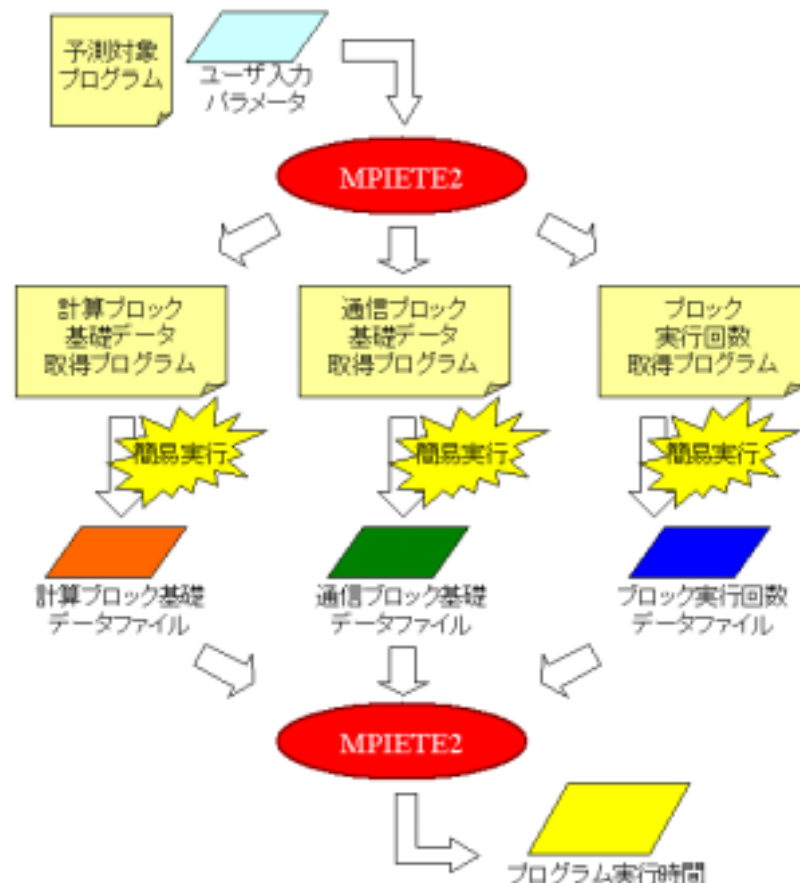 予測対象
プログラム
ユーザ入力
パラメータ
MPIETE2
計算ブロック
基礎データ
取得プログラム
通信ブロック
基礎データ
取得プログラム
ブロック
実行回数
取得プログラム
簡易実行
簡易実行
簡易実行
計算ブロック基礎
データファイル
通信ブロック基礎
データファイル
ブロック実行回数
データファイル
MPIETE2
プログラム実行時間